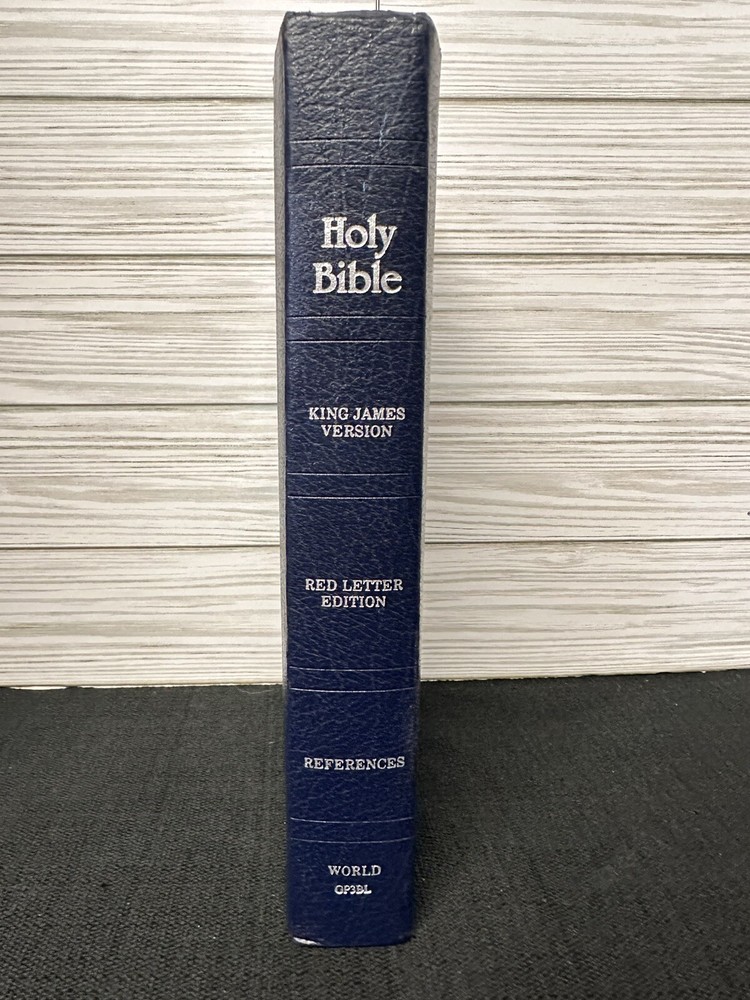 Holy
Bible
KING JAMES
VERSION
RED LETTER
EDITION
REFERENCES
WORLD
GP3BL